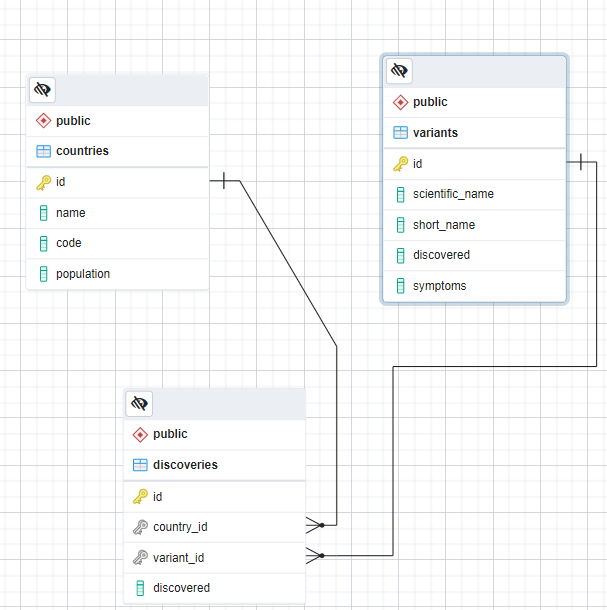 public
countries
id
name
code
population
public
variants
id
scientific_name
short_name
discovered
symptoms
public
discoveries
id
country_id
variant_id
discovered